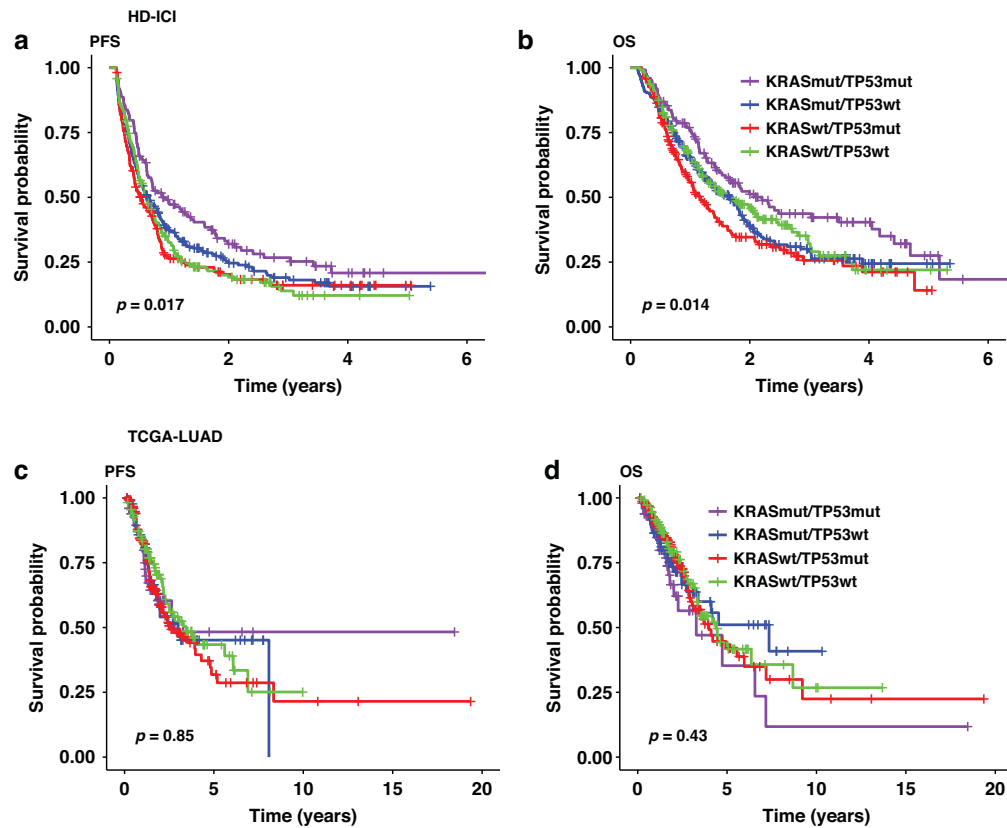 HD-ICI
a
PFS
Survival probability
1.00
0.75
0.50
0.25
0.00
p = 0.017
0 2 4 6
Time (years)
b
OS
Survival probability
1.00
0.75
0.50
0.25
0.00
KRASmut/TP53mut
KRASmut/TP53wt
KRASwt/TP53mut
KRASwt/TP53wt
p = 0.014
0 2 4 6
Time (years)
TCGA-LUAD
c
PFS
Survival probability
1.00
0.75
0.50
0.25
0.00
p = 0.85
0 5 10 15 20
Time (years)
d
OS
Survival probability
1.00
0.75
0.50
0.25
0.00
KRASmut/TP53mut
KRASmut/TP53wt
KRASwt/TP53mut
KRASwt/TP53wt
p = 0.43
0 5 10 15 20
Time (years)